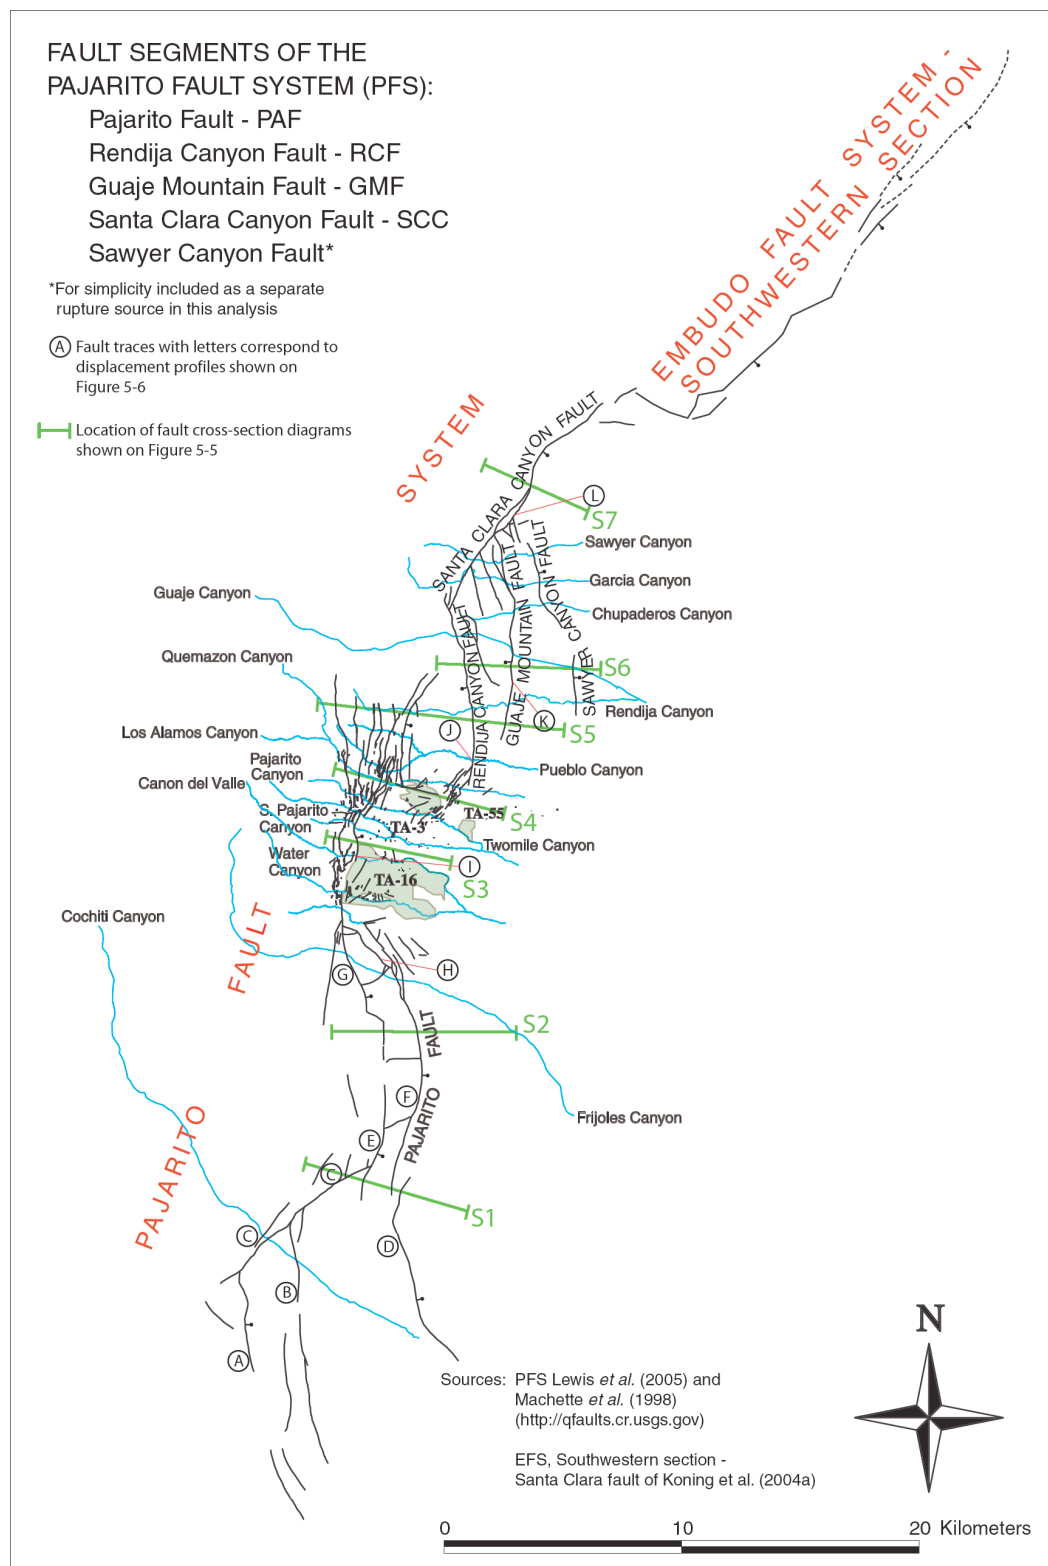 FAULT SEGMENTS OF THE
PAJARITO FAULT SYSTEM (PFS):
Pajarito Fault - PAF
Rendija Canyon Fault - RCF
Guaje Mountain Fault - GMF
Santa Clara Canyon Fault - SCC
Sawyer Canyon Fault*
*For simplicity included as a separate
rupture source in this analysis
A Fault traces with letters correspond to
displacement profiles shown on
Figure 5-6
Location of fault cross-section diagrams
shown on Figure 5-5
EMBUDO FAULT SYSTEM -
SOUTHWESTERN SECTION
SYSTEM
SANTA CLARA CANYON FAULT
L
S7
Sawyer Canyon
Garcia Canyon
Guaje Canyon
Chupaderos Canyon
RENDIJA CANYON FAULT
GUAJE MOUNTAIN FAULT
SAWYER CANYON FAULT
Quemazon Canyon
S6
Rendija Canyon
Los Alamos Canyon
J
K
S5
Pajarito
Canyon
Pueblo Canyon
Canon del Valle
S. Pajarito
Canyon
TA-3
TA-55
S4
Twomile Canyon
Water
Canyon
I
TA-16
S3
Cochiti Canyon
FAULT
G
H
S2
PAJARITO FAULT
F
Frijoles Canyon
PAJARITO
E
C
S1
C
D
B
A
N
Sources: PFS Lewis et al. (2005) and
Machette et al. (1998)
(http://qfaults.cr.usgs.gov)
EFS, Southwestern section -
Santa Clara fault of Koning et al. (2004a)
0 10 20 Kilometers